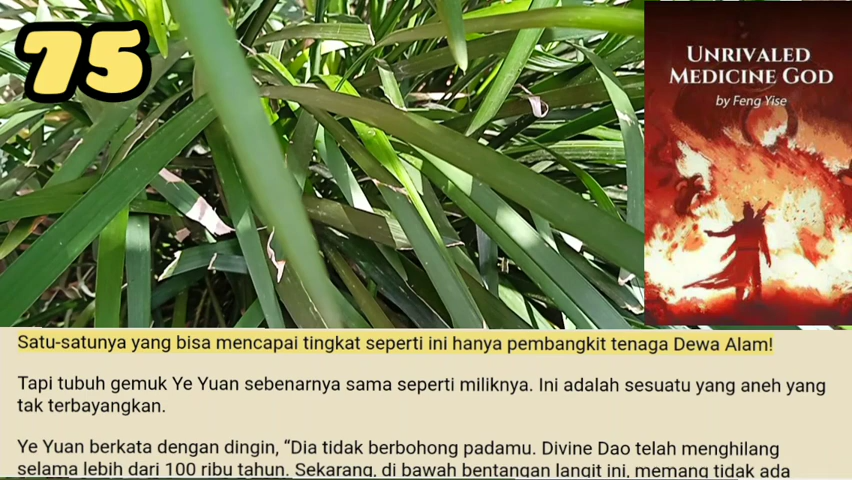 75
UNRIVALED
MEDICINE GOD
by Feng Yise
Satu-satunya yang bisa mencapai tingkat seperti ini hanya pembangkit tenaga Dewa Alam!
Tapi tubuh gemuk Ye Yuan sebenarnya sama seperti miliknya. Ini adalah sesuatu yang aneh yang
tak terbayangkan.
Ye Yuan berkata dengan dingin, “Dia tidak berbohong padamu. Divine Dao telah menghilang
selama lebih dari 100 ribu tahun. Sekarang, di bawah bentangan langit ini, memang tidak ada